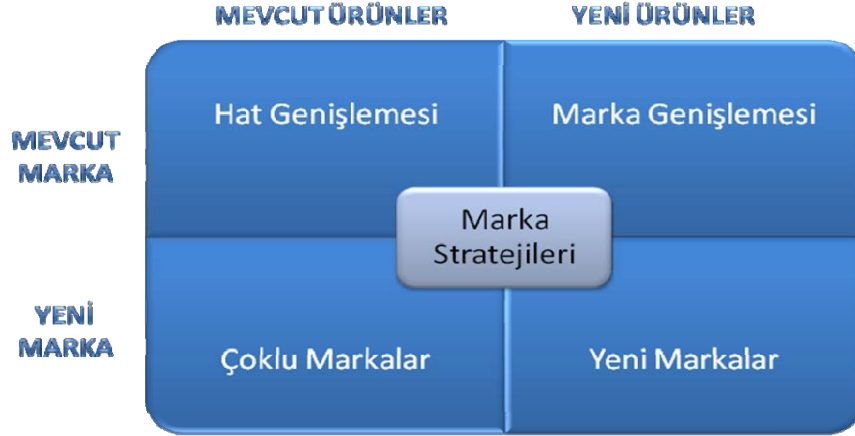 MEVCUT ÜRÜNLER
YENİ ÜRÜNLER
MEVCUT
MARKA
Hat Genişlemesi
Marka Genişlemesi
Marka
Stratejileri
YENİ
MARKA
Çoklu Markalar
Yeni Markalar